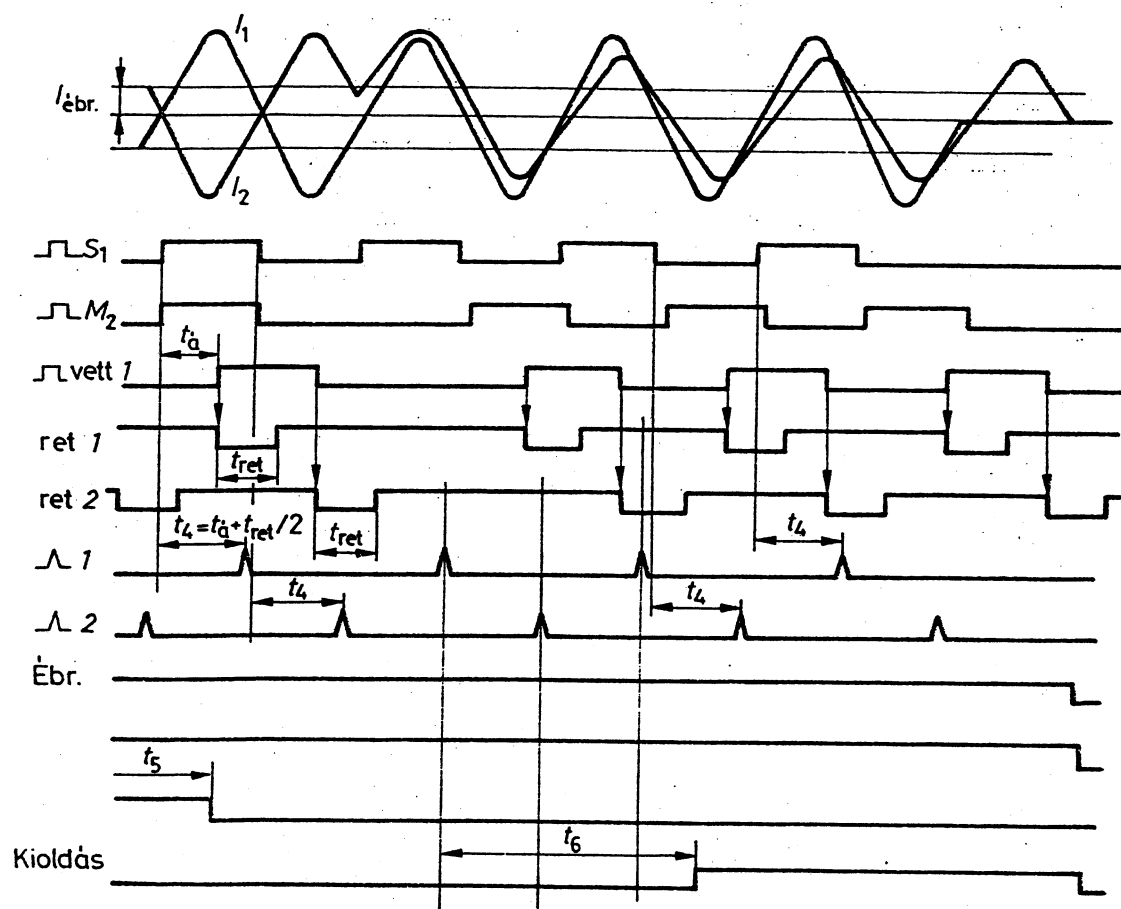 I₁
Iébr.
I₂
S₁
M₂
tá
vett 1
ret 1
tret
ret 2
t₄=tá+tret/2
tret
t₄
1
t₄
t₄
2
Ébr.
t₅
t₆
Kioldás